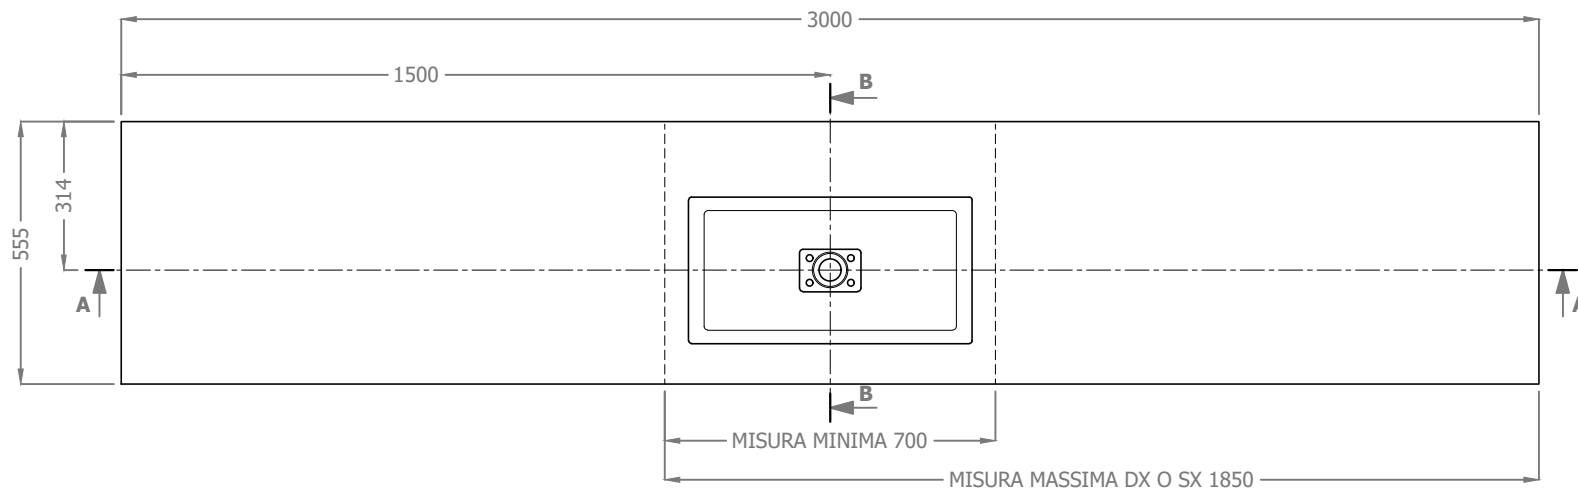 3000
1500
B
314
555
A
A
B
MISURA MINIMA 700
MISURA MASSIMA DX O SX 1850